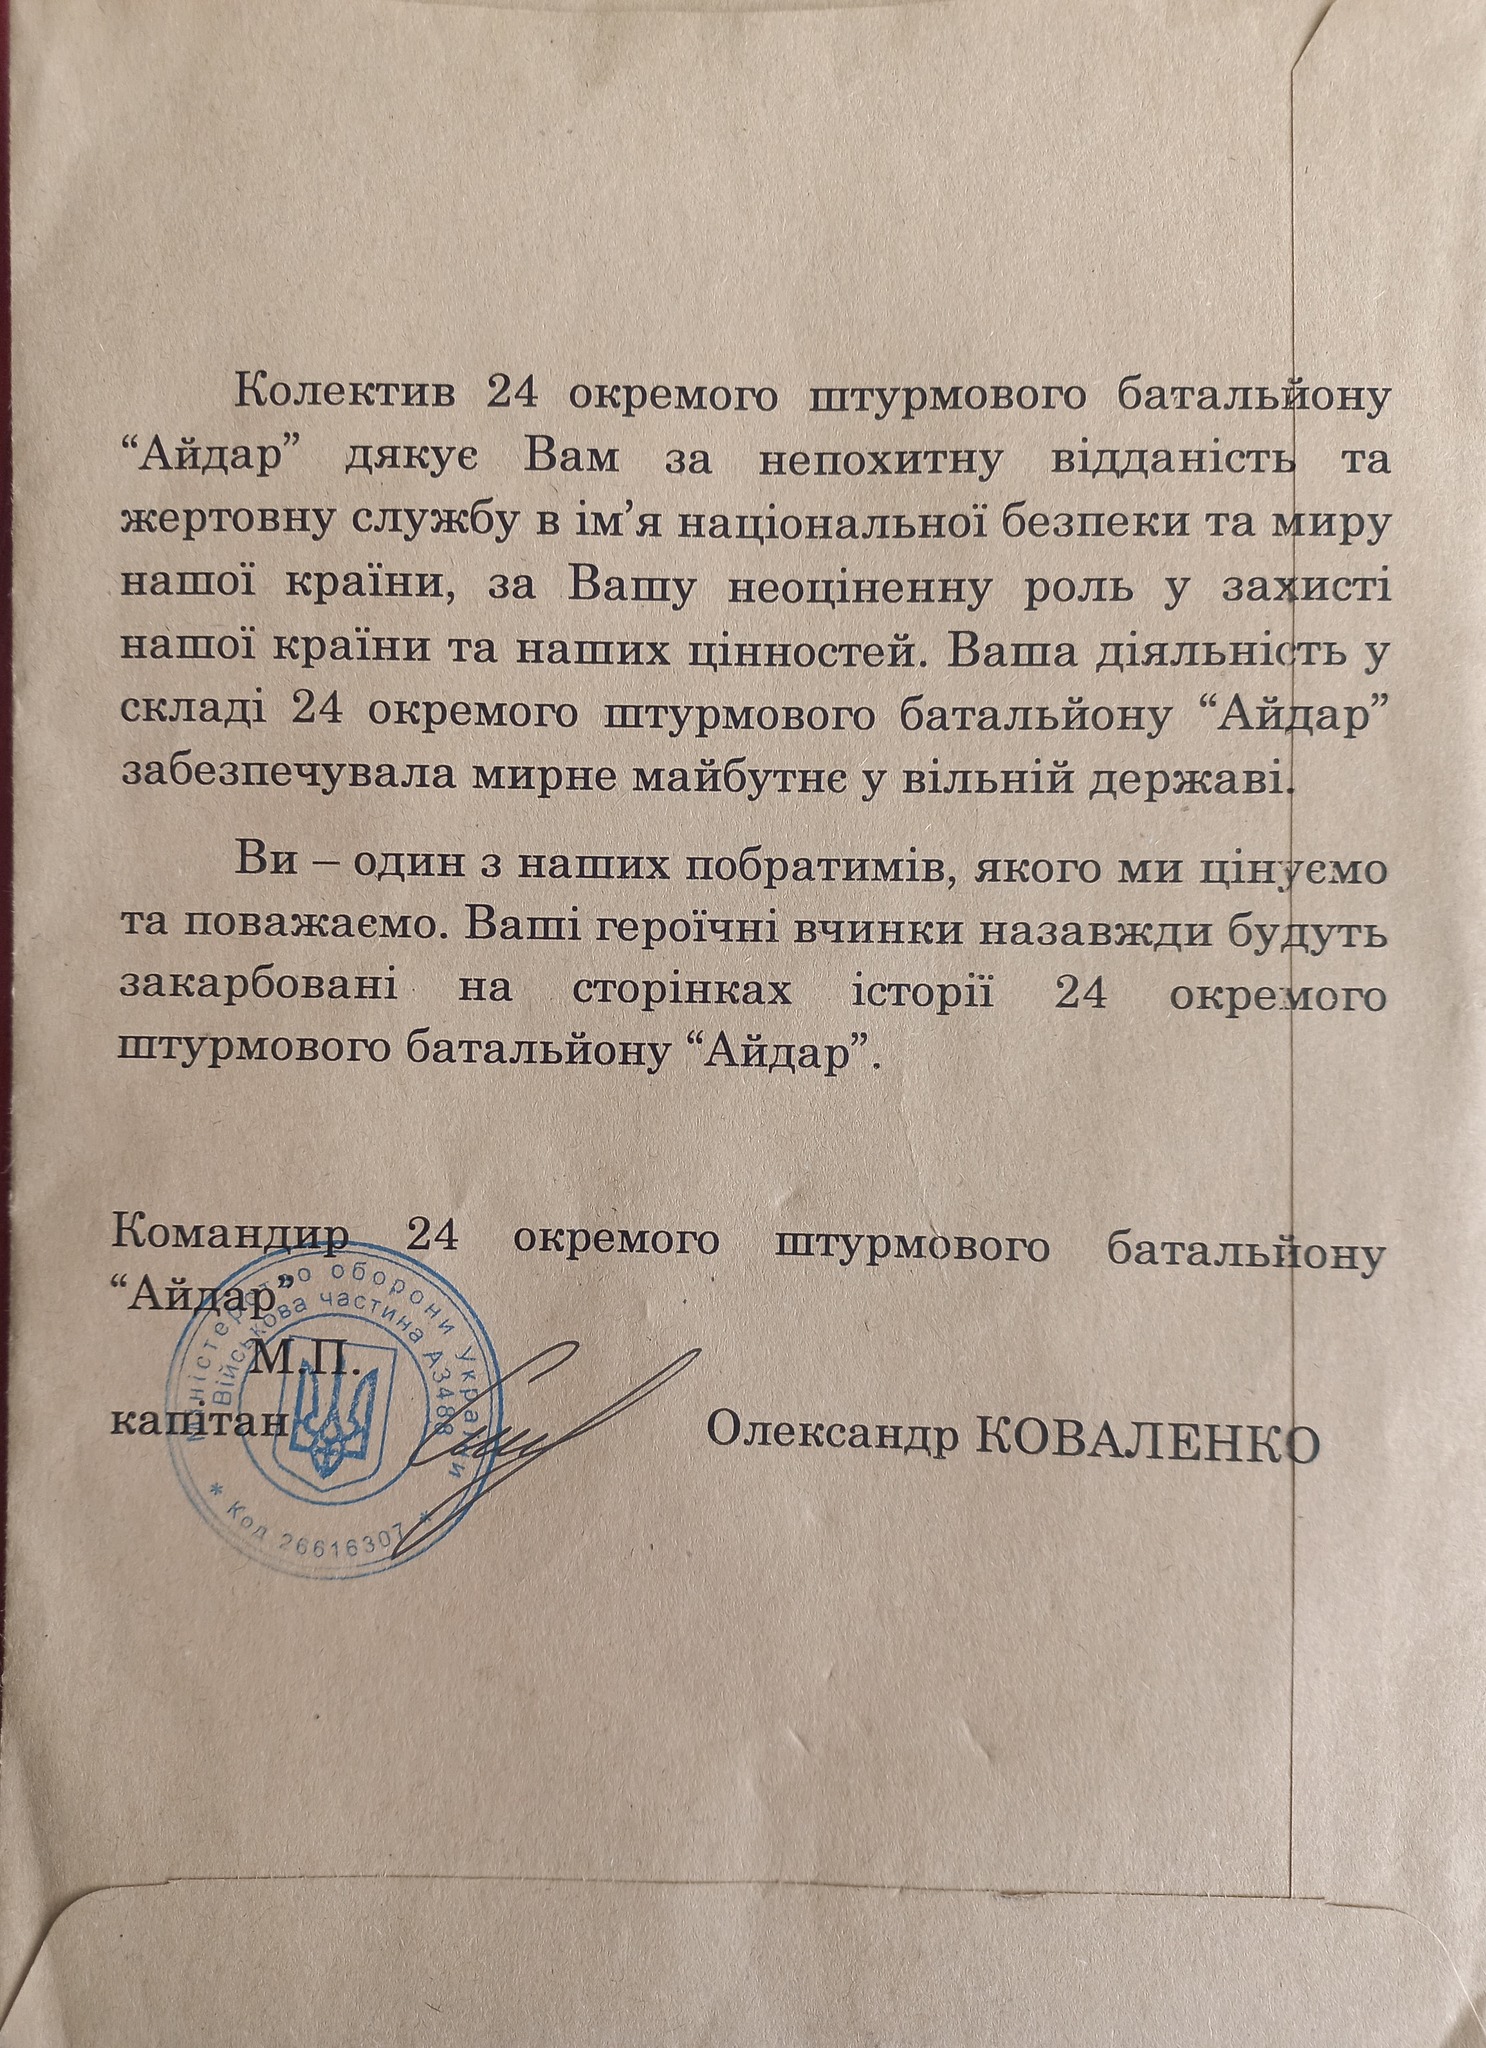 Колектив 24 окремого штурмового батальйону
“Айдар” дякує Вам за непохитну відданість та
жертовну службу в ім’я національної безпеки та миру
нашої країни, за Вашу неоціненну роль у захисті
нашої країни та наших цінностей. Ваша діяльність у
складі 24 окремого штурмового батальйону “Айдар”
забезпечувала мирне майбутнє у вільній державі.
Ви – один з наших побратимів, якого ми цінуємо
та поважаємо. Ваші героїчні вчинки назавжди будуть
закарбовані на сторінках історії 24 окремого
штурмового батальйону “Айдар”.
Командир 24 окремого штурмового батальйону
“Айдар”
М.П.
капітан Олександр КОВАЛЕНКО
Міністерство оборони України
Військова частина А3488
* Код 26616307 *